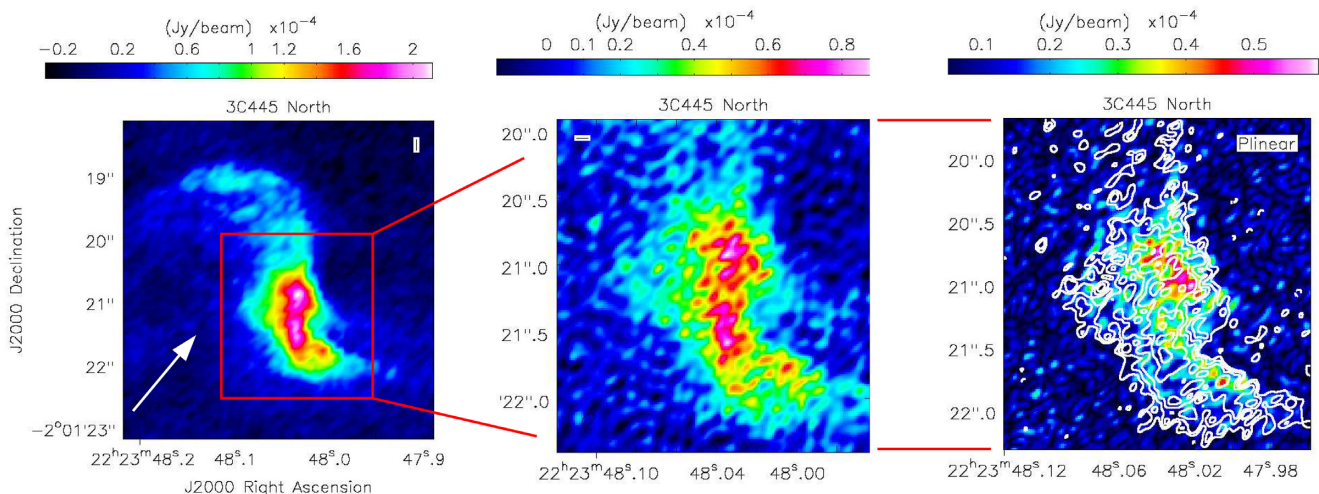 (Jy/beam) x10⁻⁴
−0.2 0.2 0.6 1 1.2 1.6 2
3C445 North
19"
20"
21"
22"
−2°01'23"
J2000 Declination
22ʰ23ᵐ48ˢ.2 48ˢ.1 48ˢ.0 47ˢ.9
J2000 Right Ascension
(Jy/beam) x10⁻⁴
0 0.1 0.2 0.4 0.6 0.8
3C445 North
20".0
20".5
21".0
21".5
'22".0
22ʰ23ᵐ48ˢ.10 48ˢ.04 48ˢ.00
(Jy/beam) x10⁻⁴
0.1 0.2 0.3 0.4 0.5
3C445 North
Plinear
20".0
20".5
21".0
21".5
22".0
22ʰ23ᵐ48ˢ.12 48ˢ.06 48ˢ.02 47ˢ.98